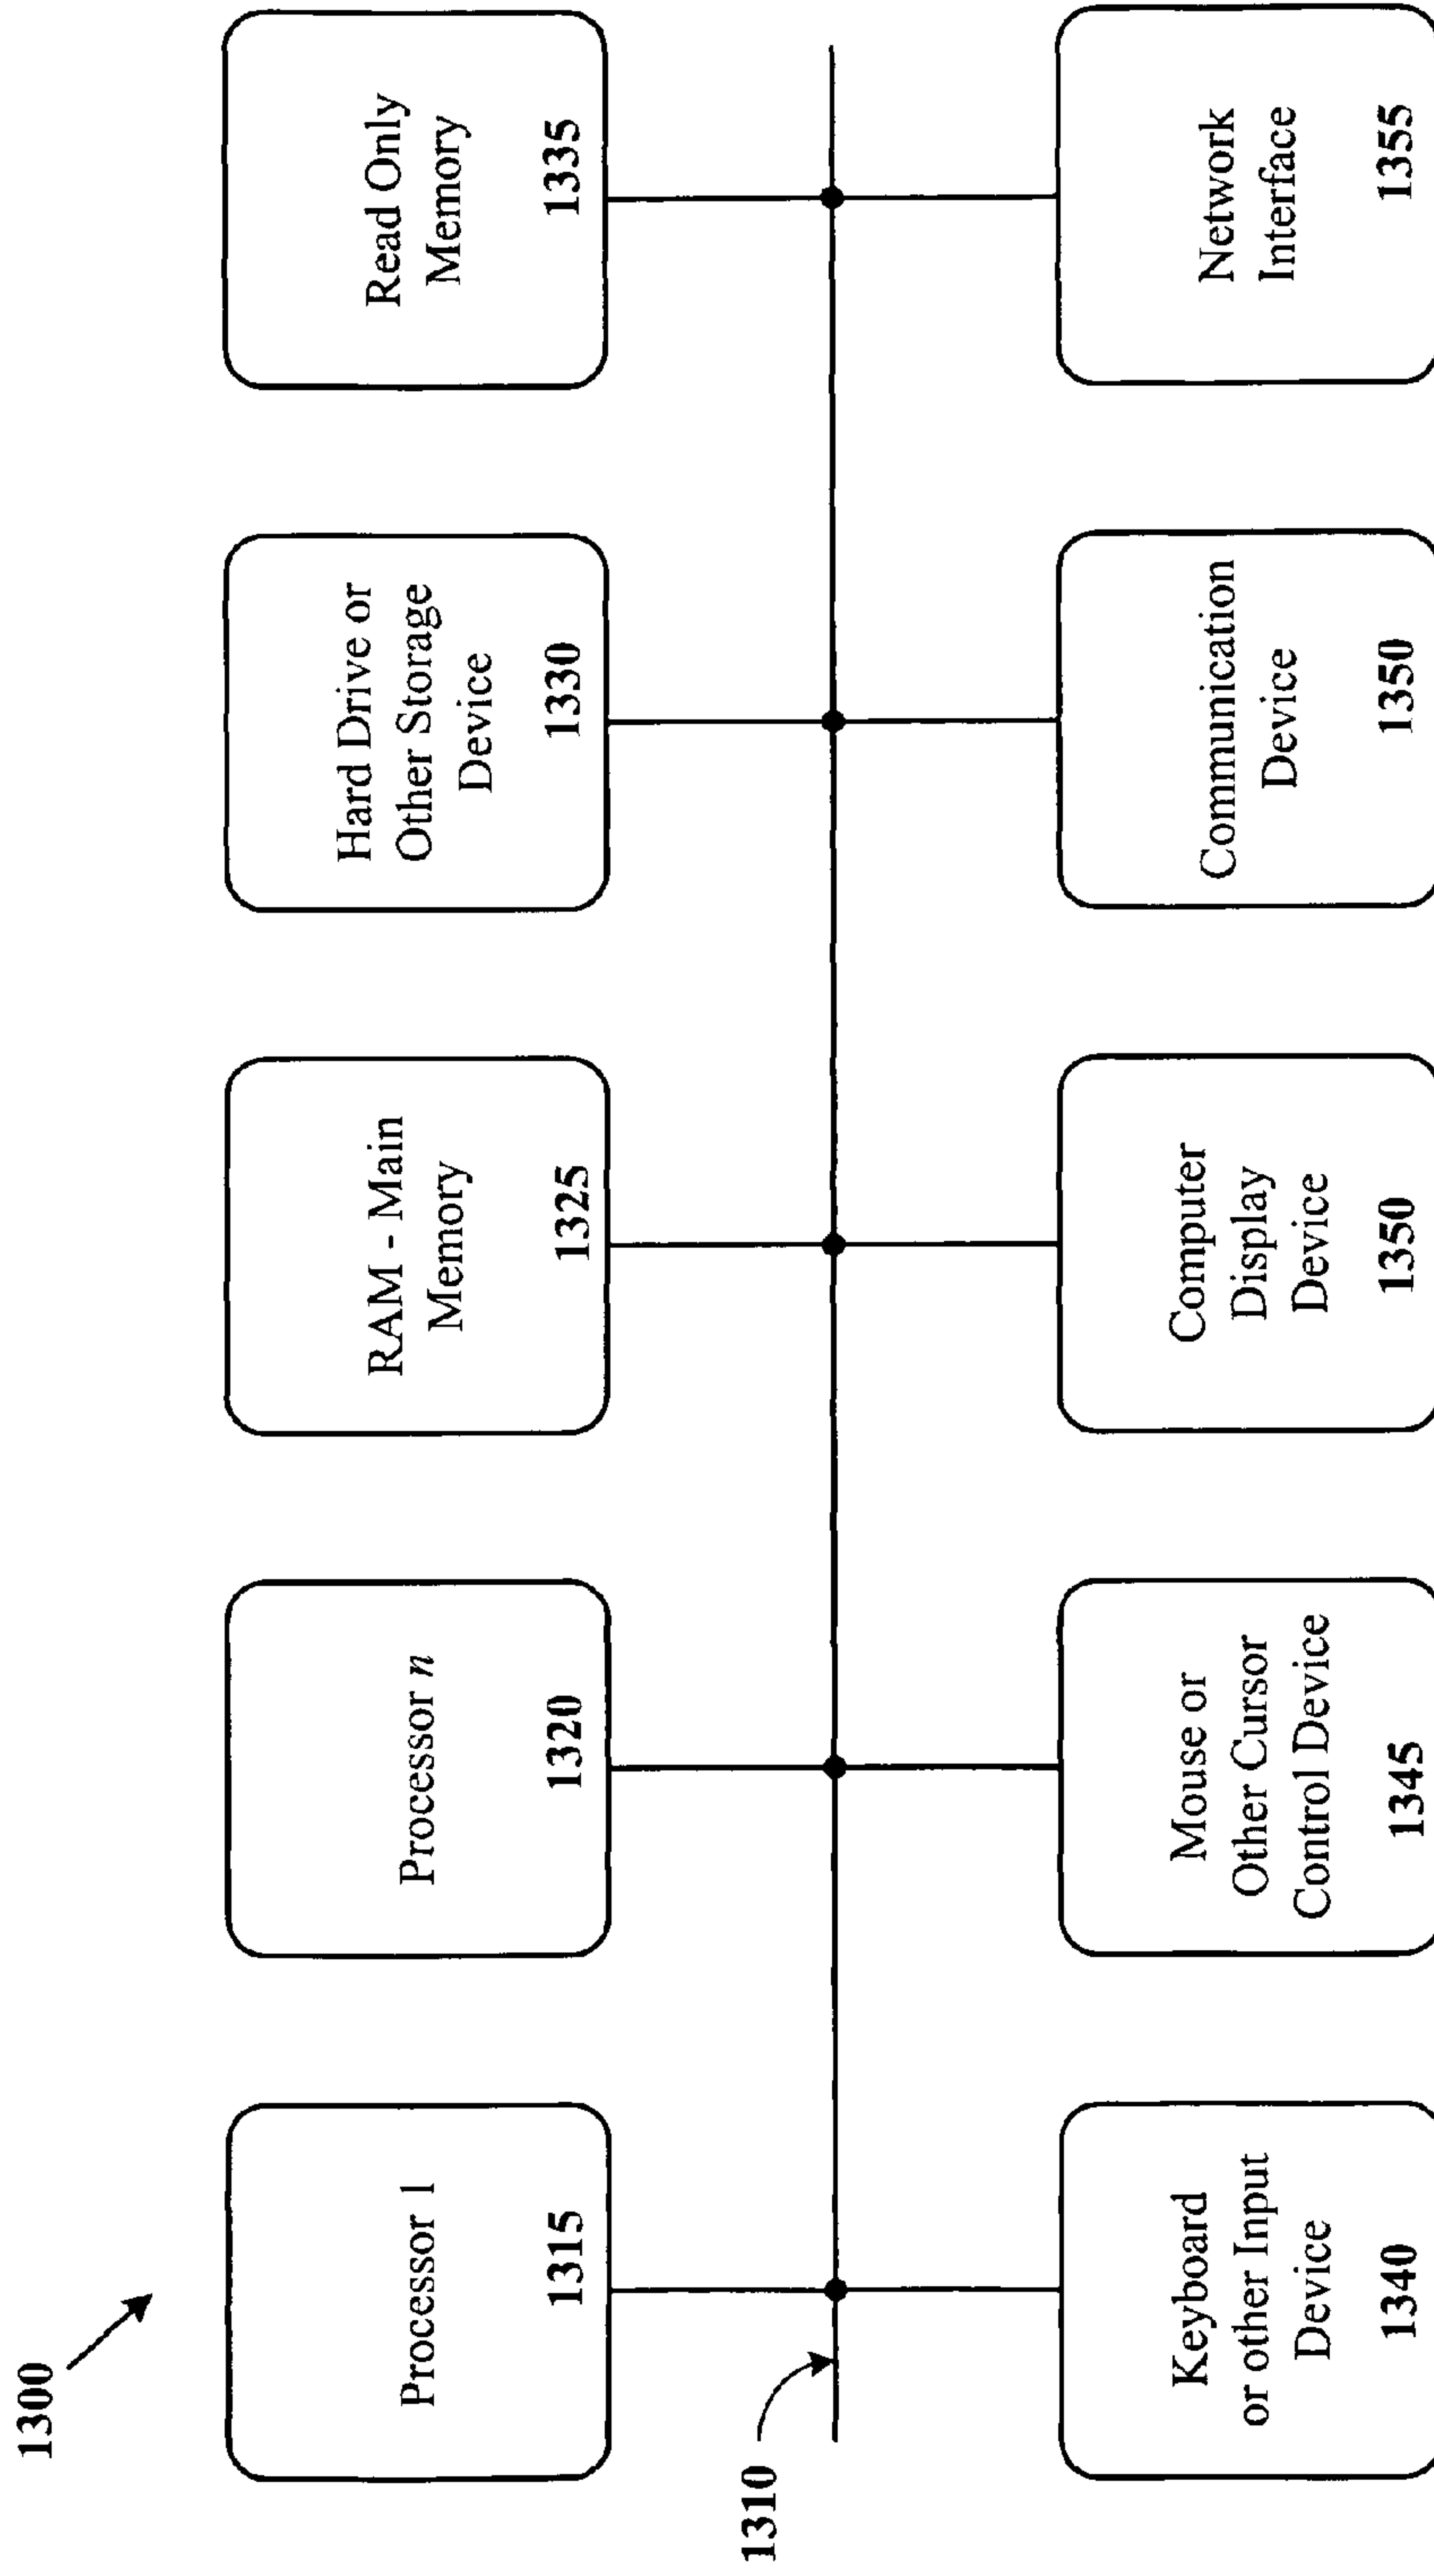 1300
Processor 1
1315
Processor n
1320
RAM - Main
Memory
1325
Hard Drive or
Other Storage
Device
1330
Read Only
Memory
1335
1310
Keyboard
or other Input
Device
1340
Mouse or
Other Cursor
Control Device
1345
Computer
Display
Device
1350
Communication
Device
1350
Network
Interface
1355